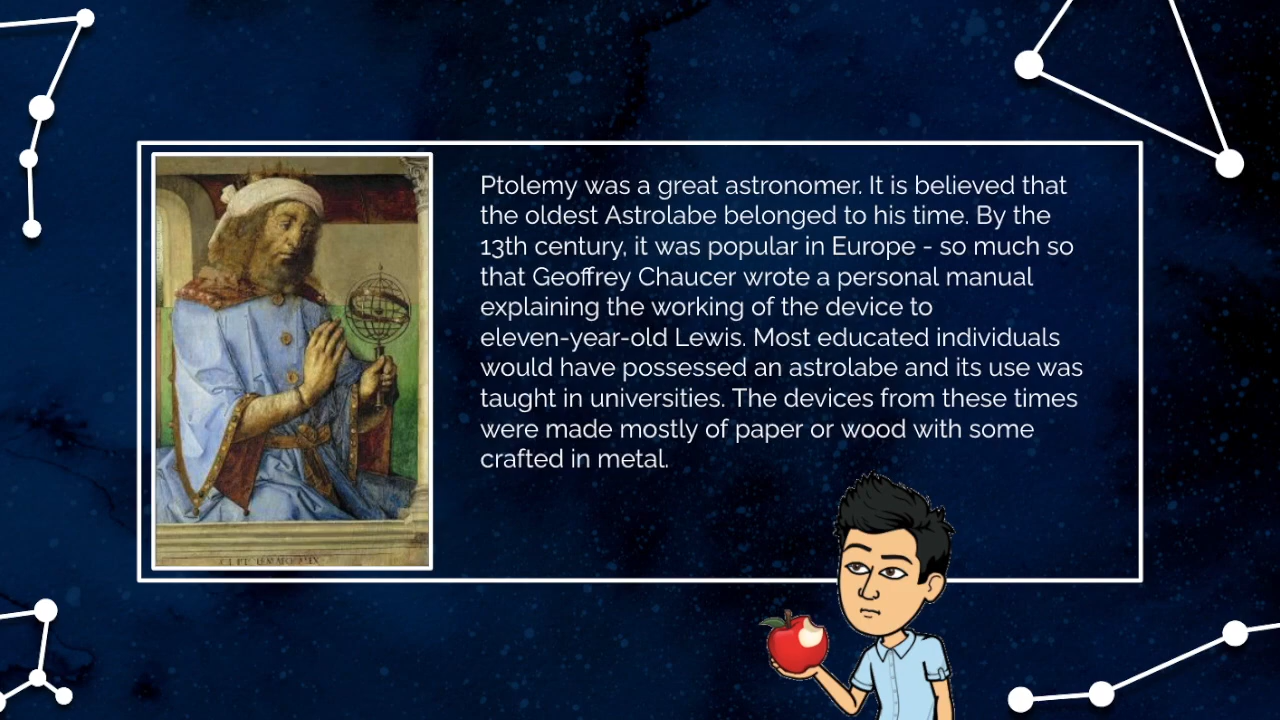 Ptolemy was a great astronomer. It is believed that
the oldest Astrolabe belonged to his time. By the
13th century, it was popular in Europe - so much so
that Geoffrey Chaucer wrote a personal manual
explaining the working of the device to
eleven-year-old Lewis. Most educated individuals
would have possessed an astrolabe and its use was
taught in universities. The devices from these times
were made mostly of paper or wood with some
crafted in metal.